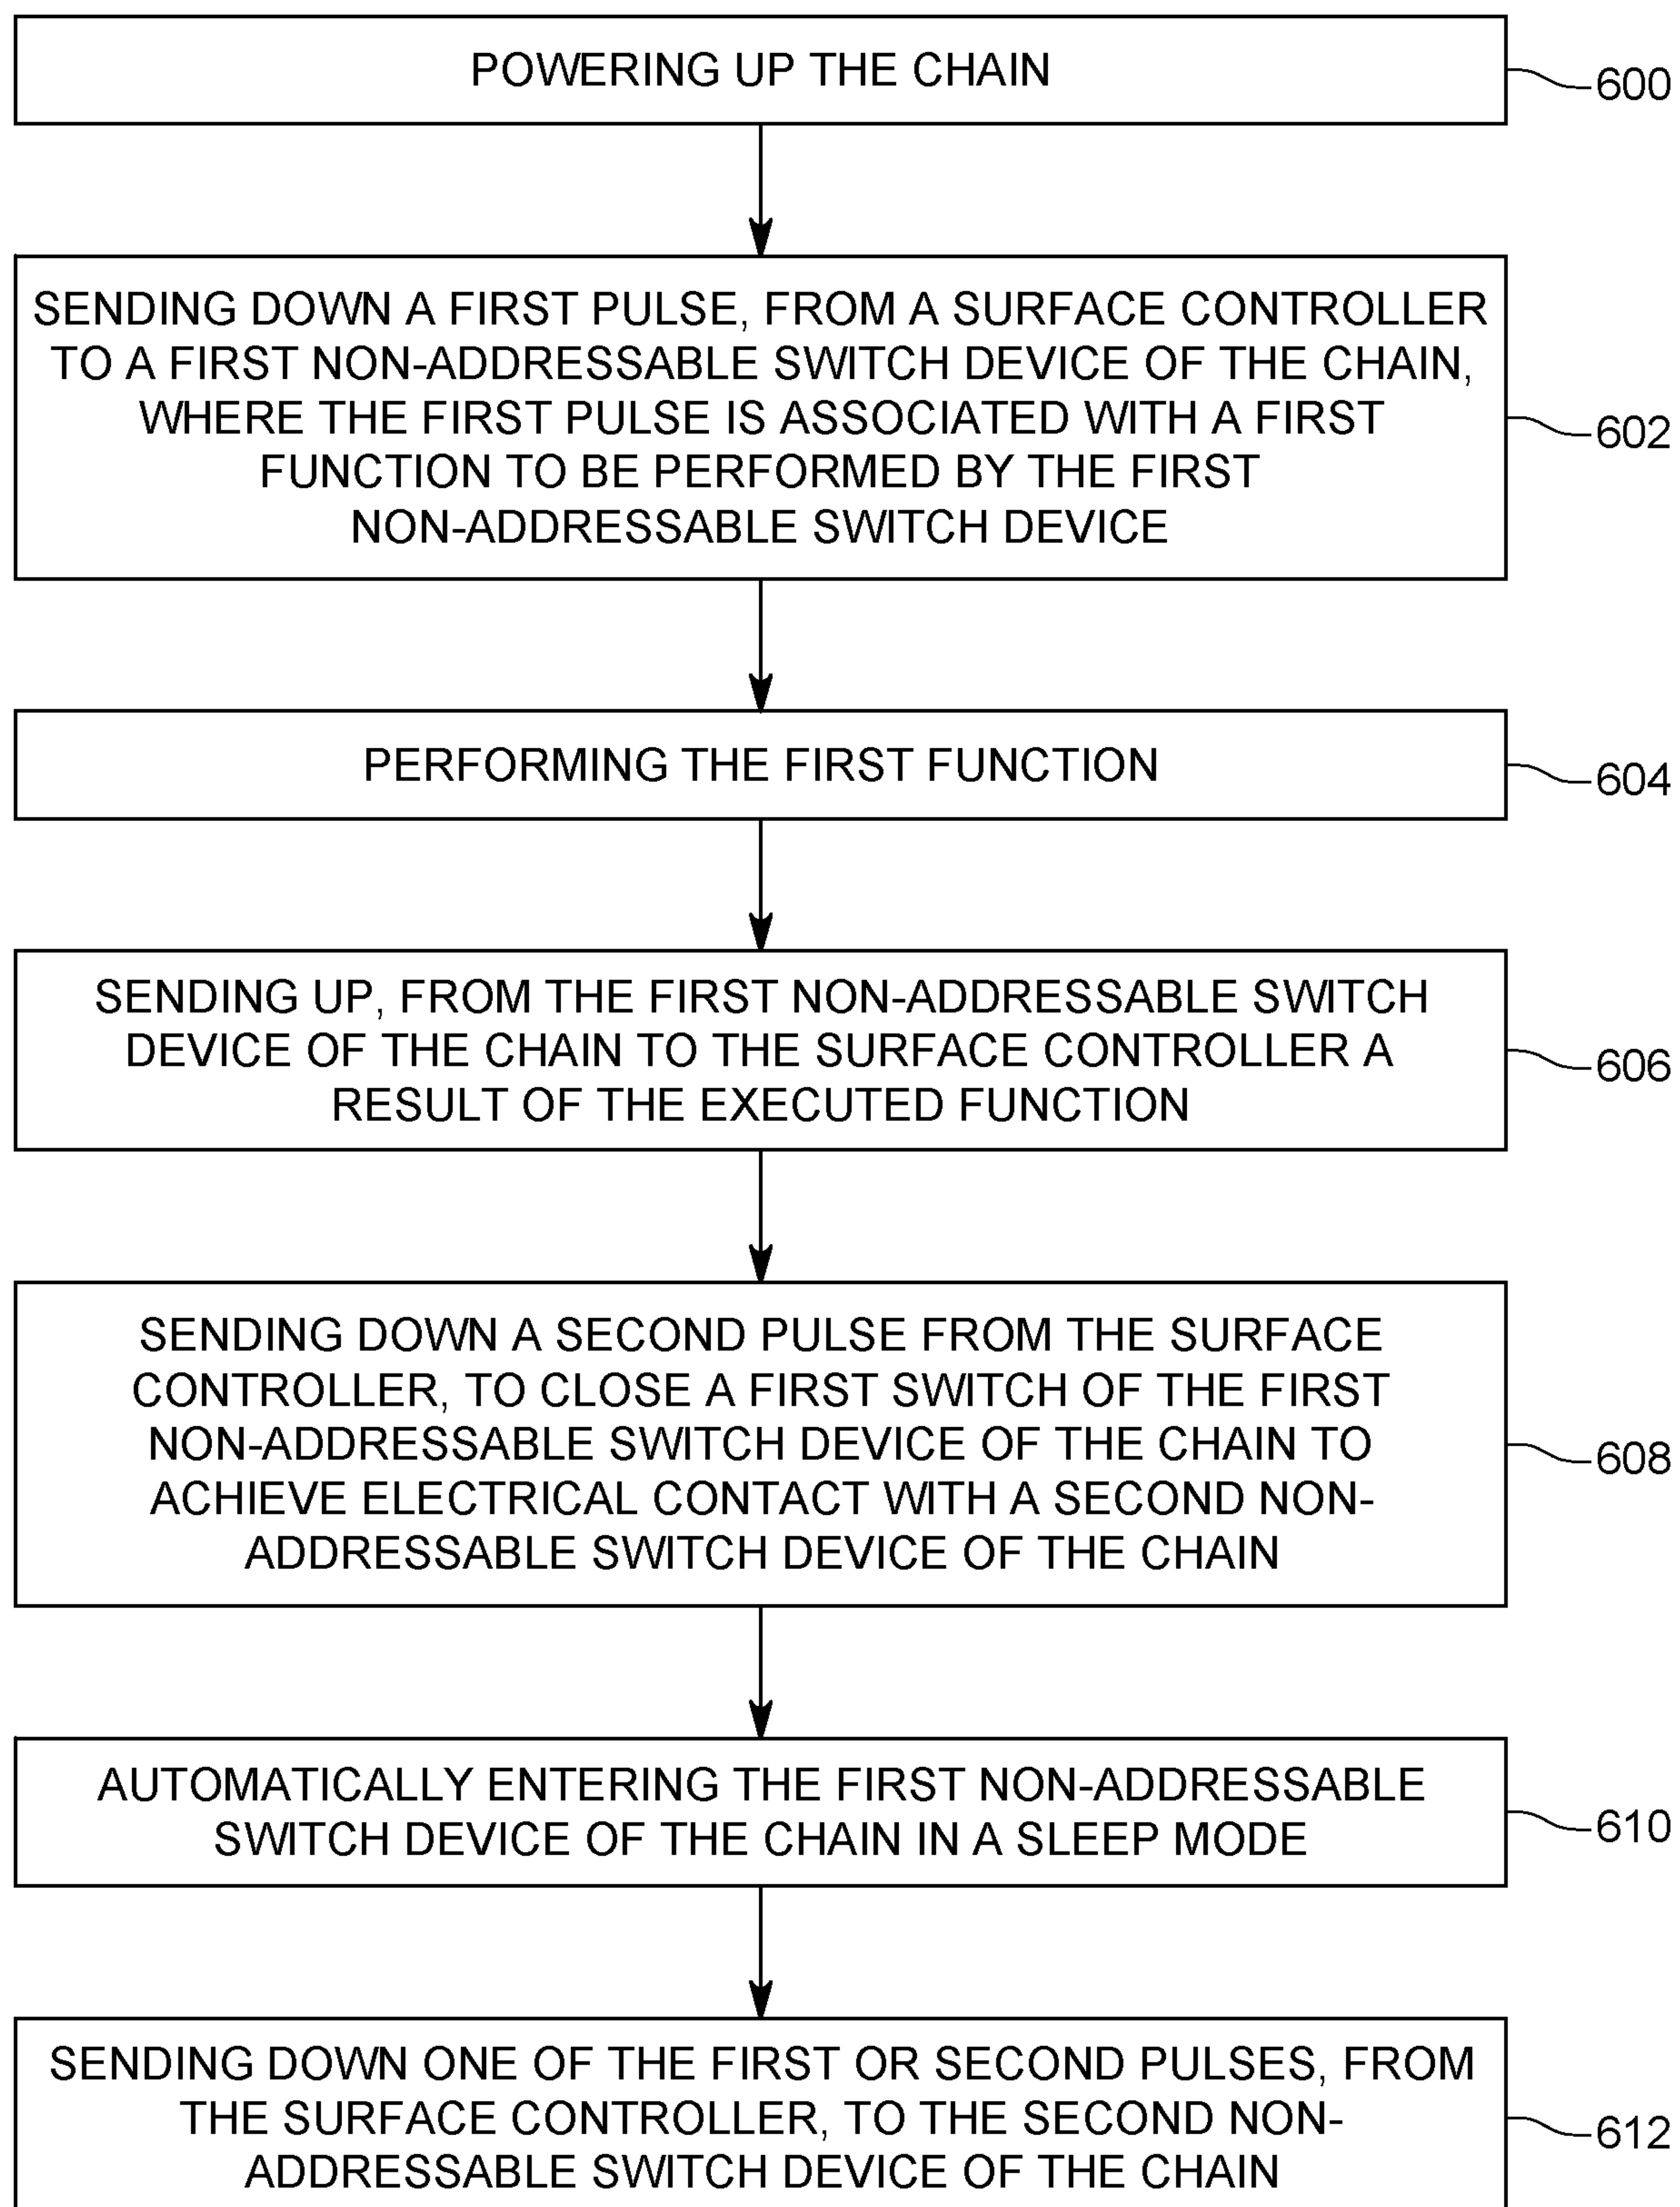 POWERING UP THE CHAIN
600
SENDING DOWN A FIRST PULSE, FROM A SURFACE CONTROLLER
TO A FIRST NON-ADDRESSABLE SWITCH DEVICE OF THE CHAIN,
WHERE THE FIRST PULSE IS ASSOCIATED WITH A FIRST
FUNCTION TO BE PERFORMED BY THE FIRST
NON-ADDRESSABLE SWITCH DEVICE
602
PERFORMING THE FIRST FUNCTION
604
SENDING UP, FROM THE FIRST NON-ADDRESSABLE SWITCH
DEVICE OF THE CHAIN TO THE SURFACE CONTROLLER A
RESULT OF THE EXECUTED FUNCTION
606
SENDING DOWN A SECOND PULSE FROM THE SURFACE
CONTROLLER, TO CLOSE A FIRST SWITCH OF THE FIRST
NON-ADDRESSABLE SWITCH DEVICE OF THE CHAIN TO
ACHIEVE ELECTRICAL CONTACT WITH A SECOND NON-
ADDRESSABLE SWITCH DEVICE OF THE CHAIN
608
AUTOMATICALLY ENTERING THE FIRST NON-ADDRESSABLE
SWITCH DEVICE OF THE CHAIN IN A SLEEP MODE
610
SENDING DOWN ONE OF THE FIRST OR SECOND PULSES, FROM
THE SURFACE CONTROLLER, TO THE SECOND NON-
ADDRESSABLE SWITCH DEVICE OF THE CHAIN
612